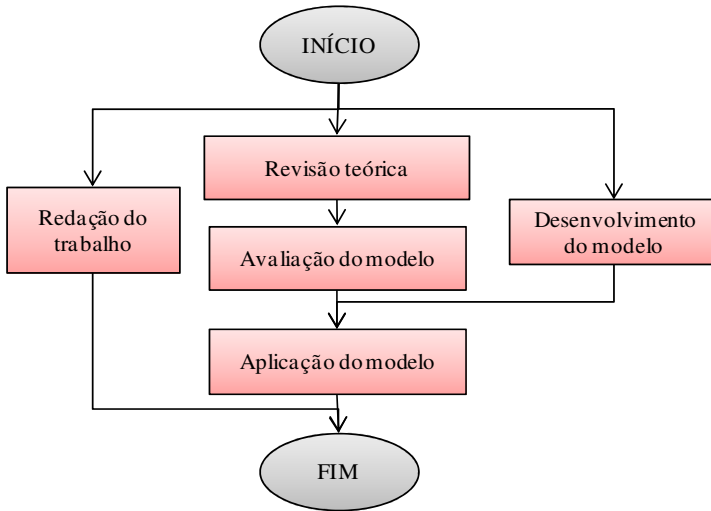 INÍCIO
Revisão teórica
Redação do
trabalho
Desenvolvimento
do modelo
Avaliação do modelo
Aplicação do modelo
FIM